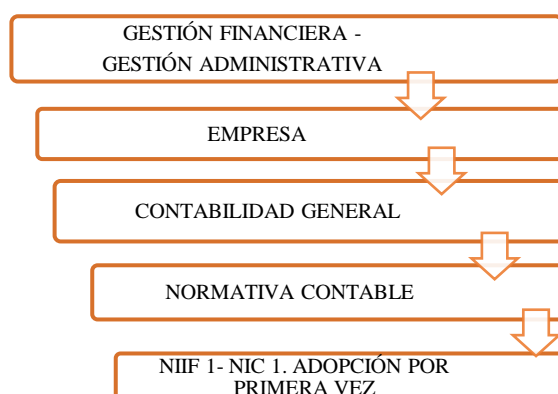 GESTIÓN FINANCIERA -
GESTIÓN ADMINISTRATIVA
EMPRESA
CONTABILIDAD GENERAL
NORMATIVA CONTABLE
NIIF 1- NIC 1. ADOPCIÓN POR
PRIMERA VEZ